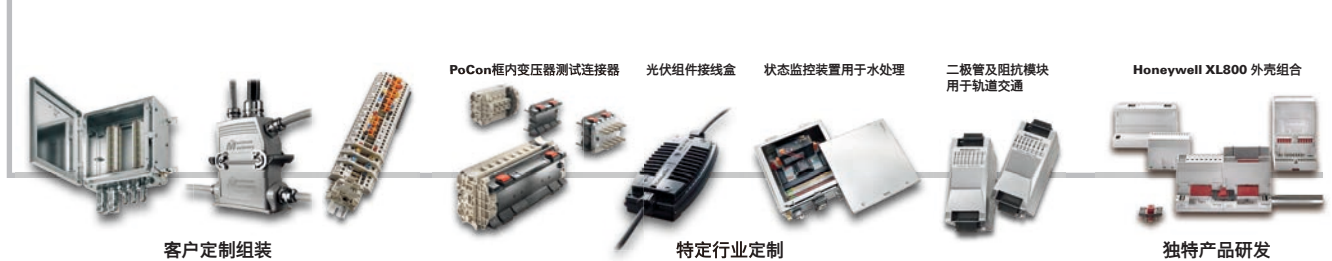 PoCon框内变压器测试连接器
光伏组件接线盒
状态监控装置用于水处理
二极管及阻抗模块
用于轨道交通
Honeywell XL800 外壳组合
客户定制组装
特定行业定制
独特产品研发